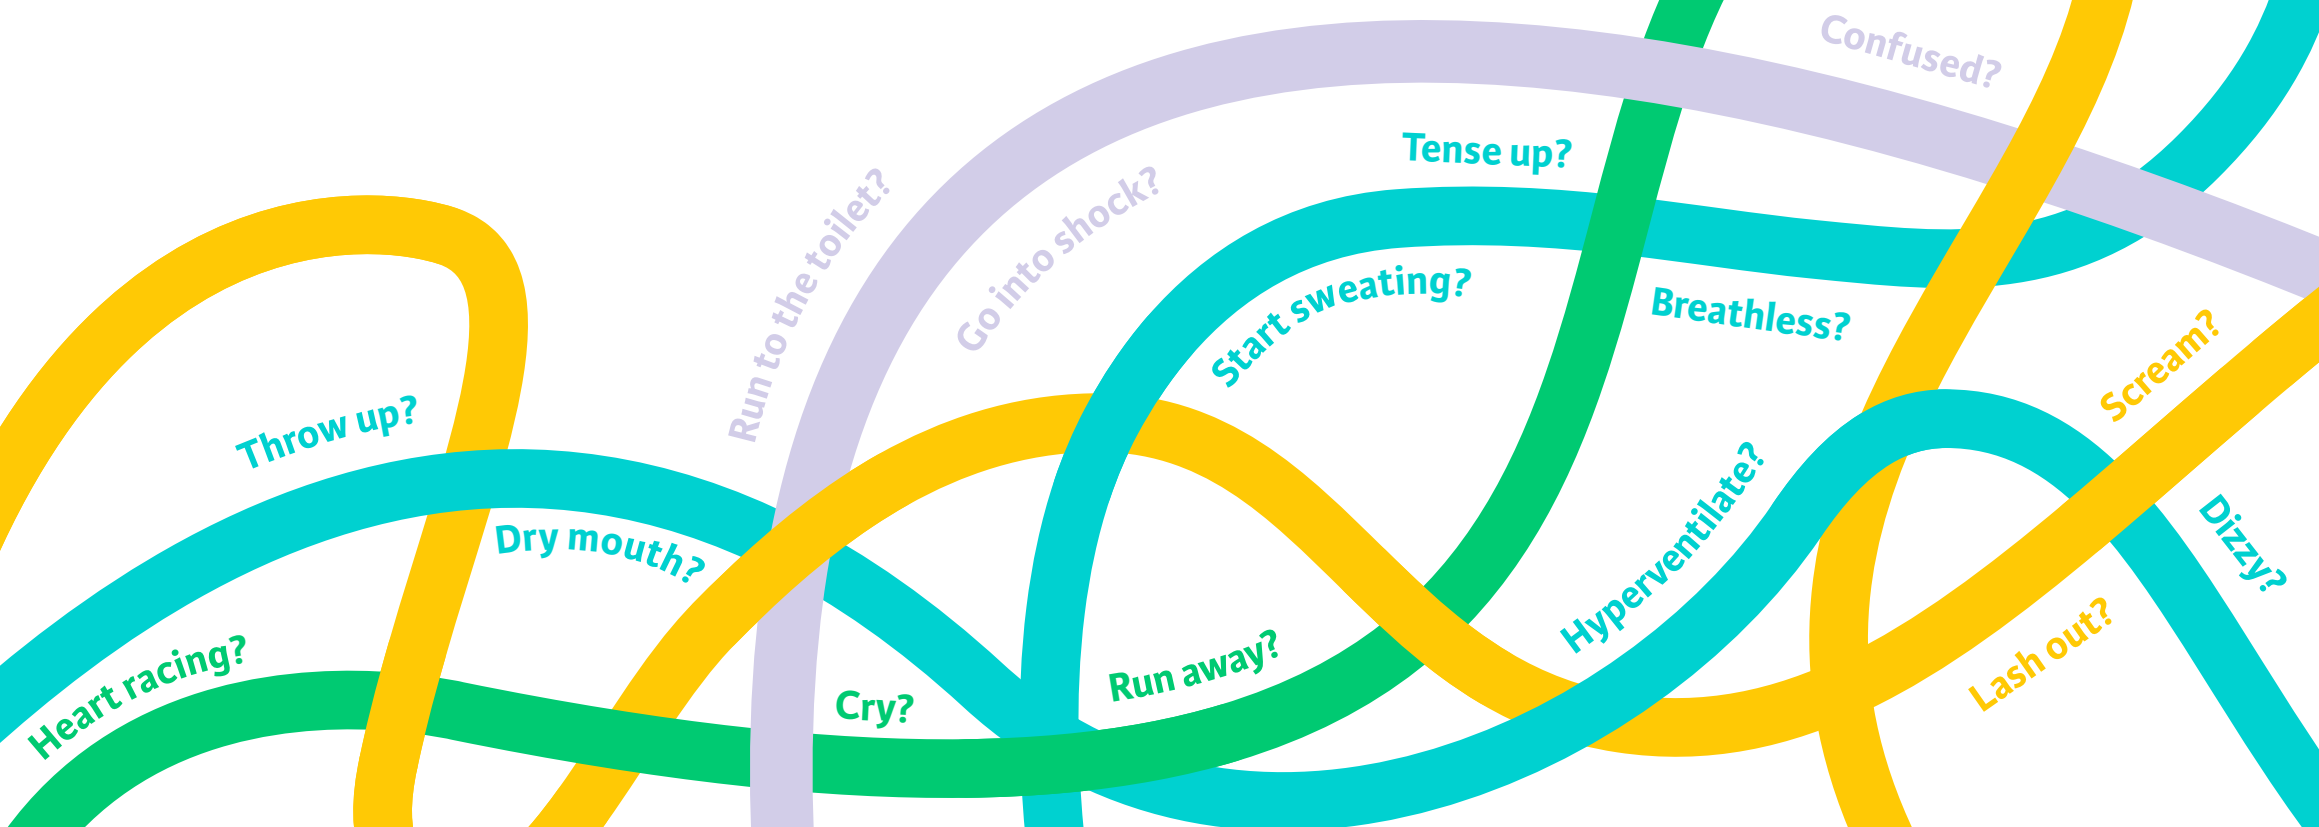 Confused?
Tense up?
Run to the toilet?
Go into shock?
Start sweating?
Breathless?
Scream?
Throw up?
Dry mouth?
Hyperventilate?
Dizzy?
Heart racing?
Cry?
Run away?
Lash out?